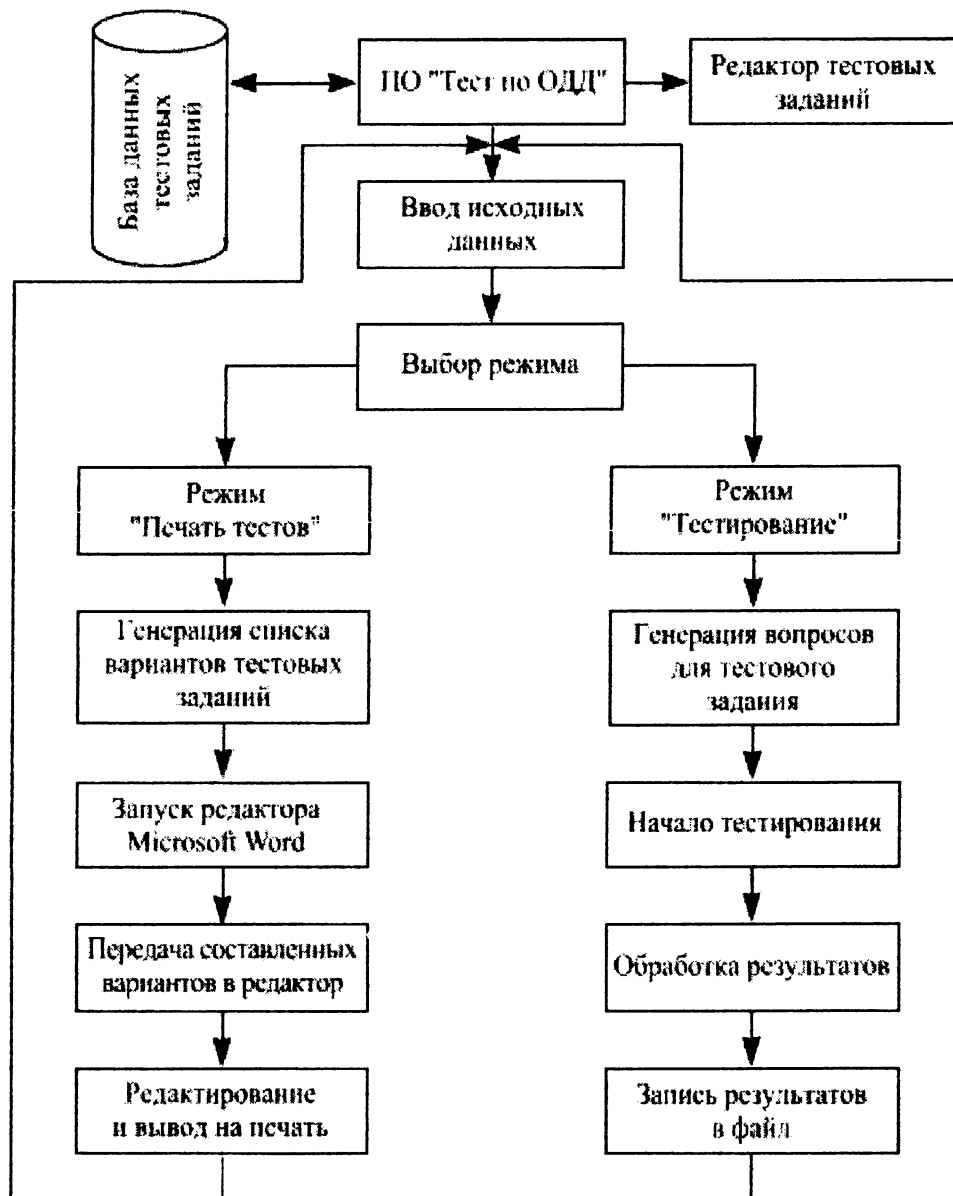 База данных
тестовых
заданий
ПО "Тест по ОДД"
Редактор тестовых
заданий
Ввод исходных
данных
Выбор режима
Режим
"Печать тестов"
Генерация списка
вариантов тестовых
заданий
Запуск редактора
Microsoft Word
Передача составленных
вариантов в редактор
Редактирование
и вывод на печать
Режим
"Тестирование"
Генерация вопросов
для тестового
задания
Начало тестирования
Обработка результатов
Запись результатов
в файл